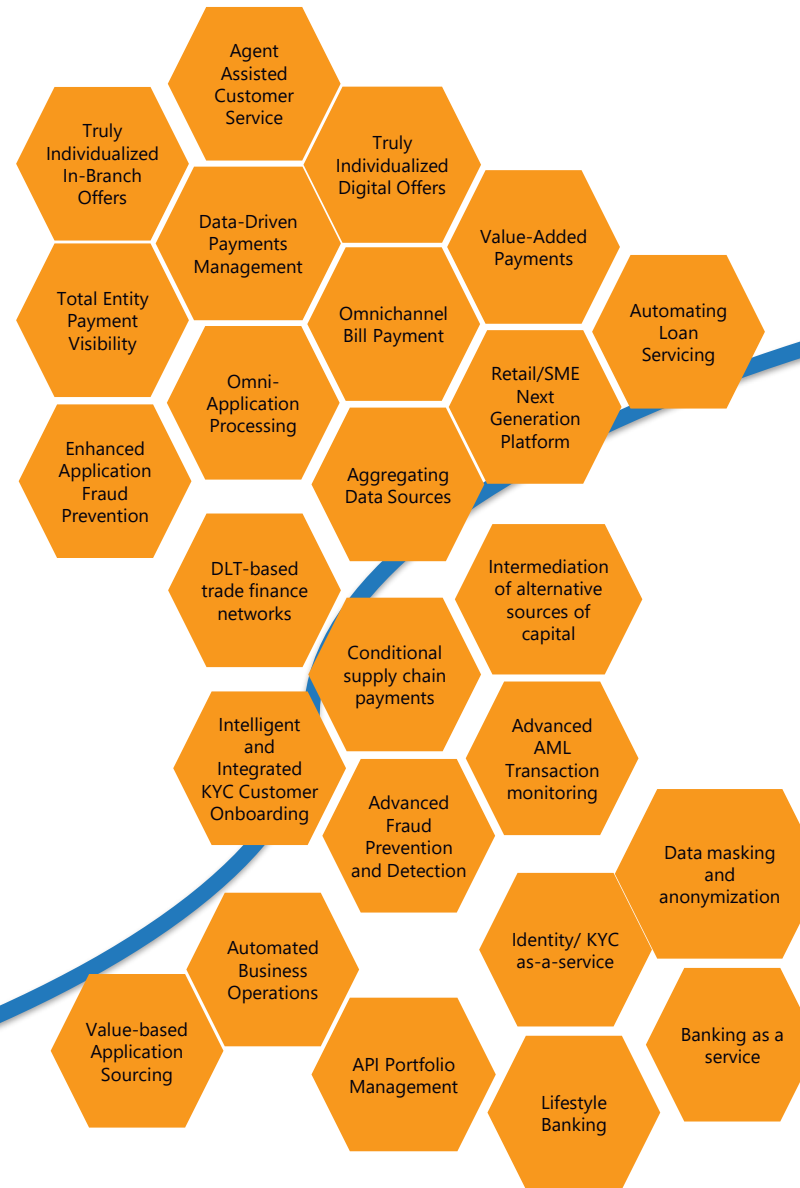 Agent
Assisted
Customer
Service
Truly
Individualized
In-Branch
Offers
Truly
Individualized
Digital Offers
Data-Driven
Payments
Management
Value-Added
Payments
Total Entity
Payment
Visibility
Omnichannel
Bill Payment
Automating
Loan
Servicing
Omni-
Application
Processing
Retail/SME
Next
Generation
Platform
Enhanced
Application
Fraud
Prevention
Aggregating
Data Sources
DLT-based
trade finance
networks
Intermediation
of alternative
sources of
capital
Conditional
supply chain
payments
Intelligent
and
Integrated
KYC Customer
Onboarding
Advanced
AML
Transaction
monitoring
Advanced
Fraud
Prevention
and Detection
Data masking
and
anonymization
Identity/ KYC
as-a-service
Automated
Business
Operations
Value-based
Application
Sourcing
API Portfolio
Management
Banking as a
service
Lifestyle
Banking